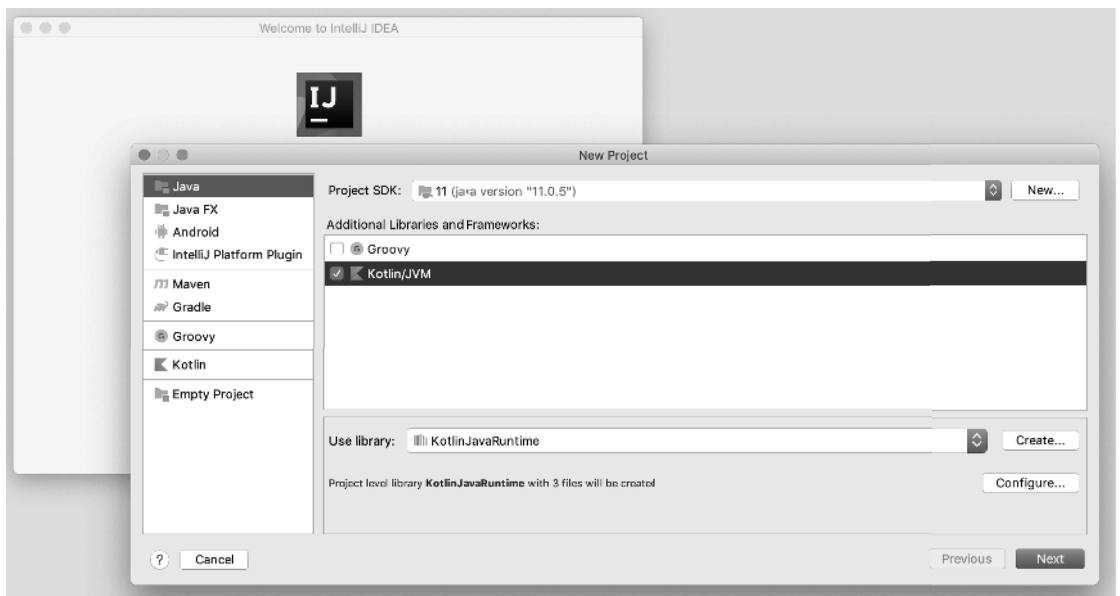 Welcome to IntelliJ IDEA
IJ
New Project
Java
Java FX
Android
IntelliJ Platform Plugin
Maven
Gradle
Groovy
Kotlin
Empty Project
Project SDK: 11 (java version "11.0.5") New...
Additional Libraries and Frameworks:
Groovy
Kotlin/JVM
Use library: KotlinJavaRuntime Create...
Project level library KotlinJavaRuntime with 3 files will be created Configure...
? Cancel Previous Next